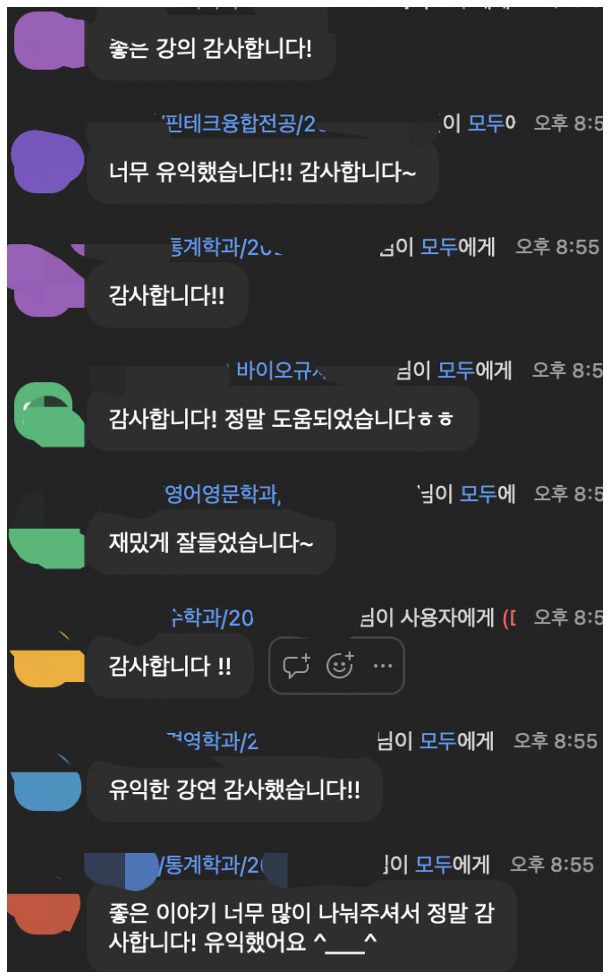 좋은 강의 감사합니다!
핀테크융합전공/2 이 모두에 오후 8:5
너무 유익했습니다!! 감사합니다~
통계학과/20 님이 모두에게 오후 8:55
감사합니다!!
바이오규 님이 모두에게 오후 8:5
감사합니다! 정말 도움되었습니다ㅎㅎ
영어영문학과, 님이 모두에 오후 8:5
재밌게 잘들었습니다~
학과/20 님이 사용자에게 오후 8:5
감사합니다 !!
경영학과/2 님이 모두에게 오후 8:55
유익한 강연 감사했습니다!!
/통계학과/20 이 모두에게 오후 8:55
좋은 이야기 너무 많이 나눠주셔서 정말 감
사합니다! 유익했어요 ^____^